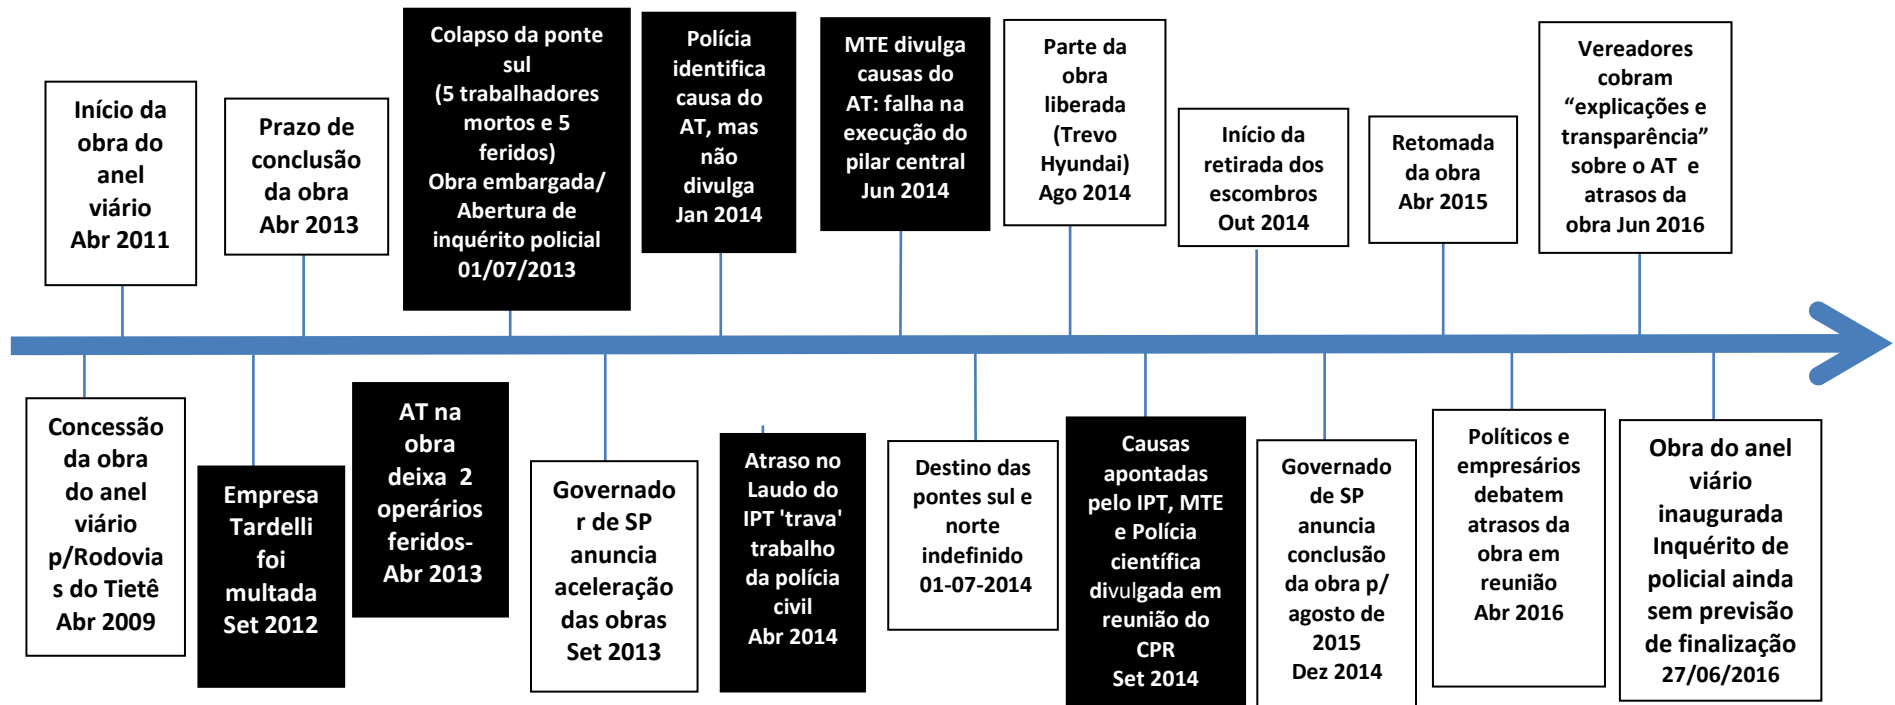 Início da
obra do
anel
viário
Abr 2011
Prazo de
conclusão
da obra
Abr 2013
Colapso da ponte
sul
(5 trabalhadores
mortos e 5
feridos)
Obra embargada/
Abertura de
inquérito policial
01/07/2013
Polícia
identifica
causa do
AT, mas
não
divulga
Jan 2014
MTE divulga
causas do
AT: falha na
execução do
pilar central
Jun 2014
Parte da
obra
liberada
(Trevo
Hyundai)
Ago 2014
Início da
retirada dos
escombros
Out 2014
Retomada
da obra
Abr 2015
Vereadores
cobram
“explicações e
transparência”
sobre o AT e
atrasos da
obra Jun 2016
Concessão
da obra
do anel
viário
p/Rodovia
s do Tietê
Abr 2009
Empresa
Tardelli
foi
multada
Set 2012
AT na
obra
deixa 2
operários
feridos-
Abr 2013
Governado
r de SP
anuncia
aceleração
das obras
Set 2013
Atraso no
Laudo do
IPT 'trava'
trabalho
da polícia
civil
Abr 2014
Destino das
pontes sul e
norte
indefinido
01-07-2014
Causas
apontadas
pelo IPT, MTE
e Polícia
científica
divulgada em
reunião do
CPR
Set 2014
Governado
de SP
anuncia
conclusão
da obra p/
agosto de
2015
Dez 2014
Políticos e
empresários
debatem
atrasos da
obra em
reunião
Abr 2016
Obra do anel
viário
inaugurada
Inquérito de
policial ainda
sem previsão
de finalização
27/06/2016